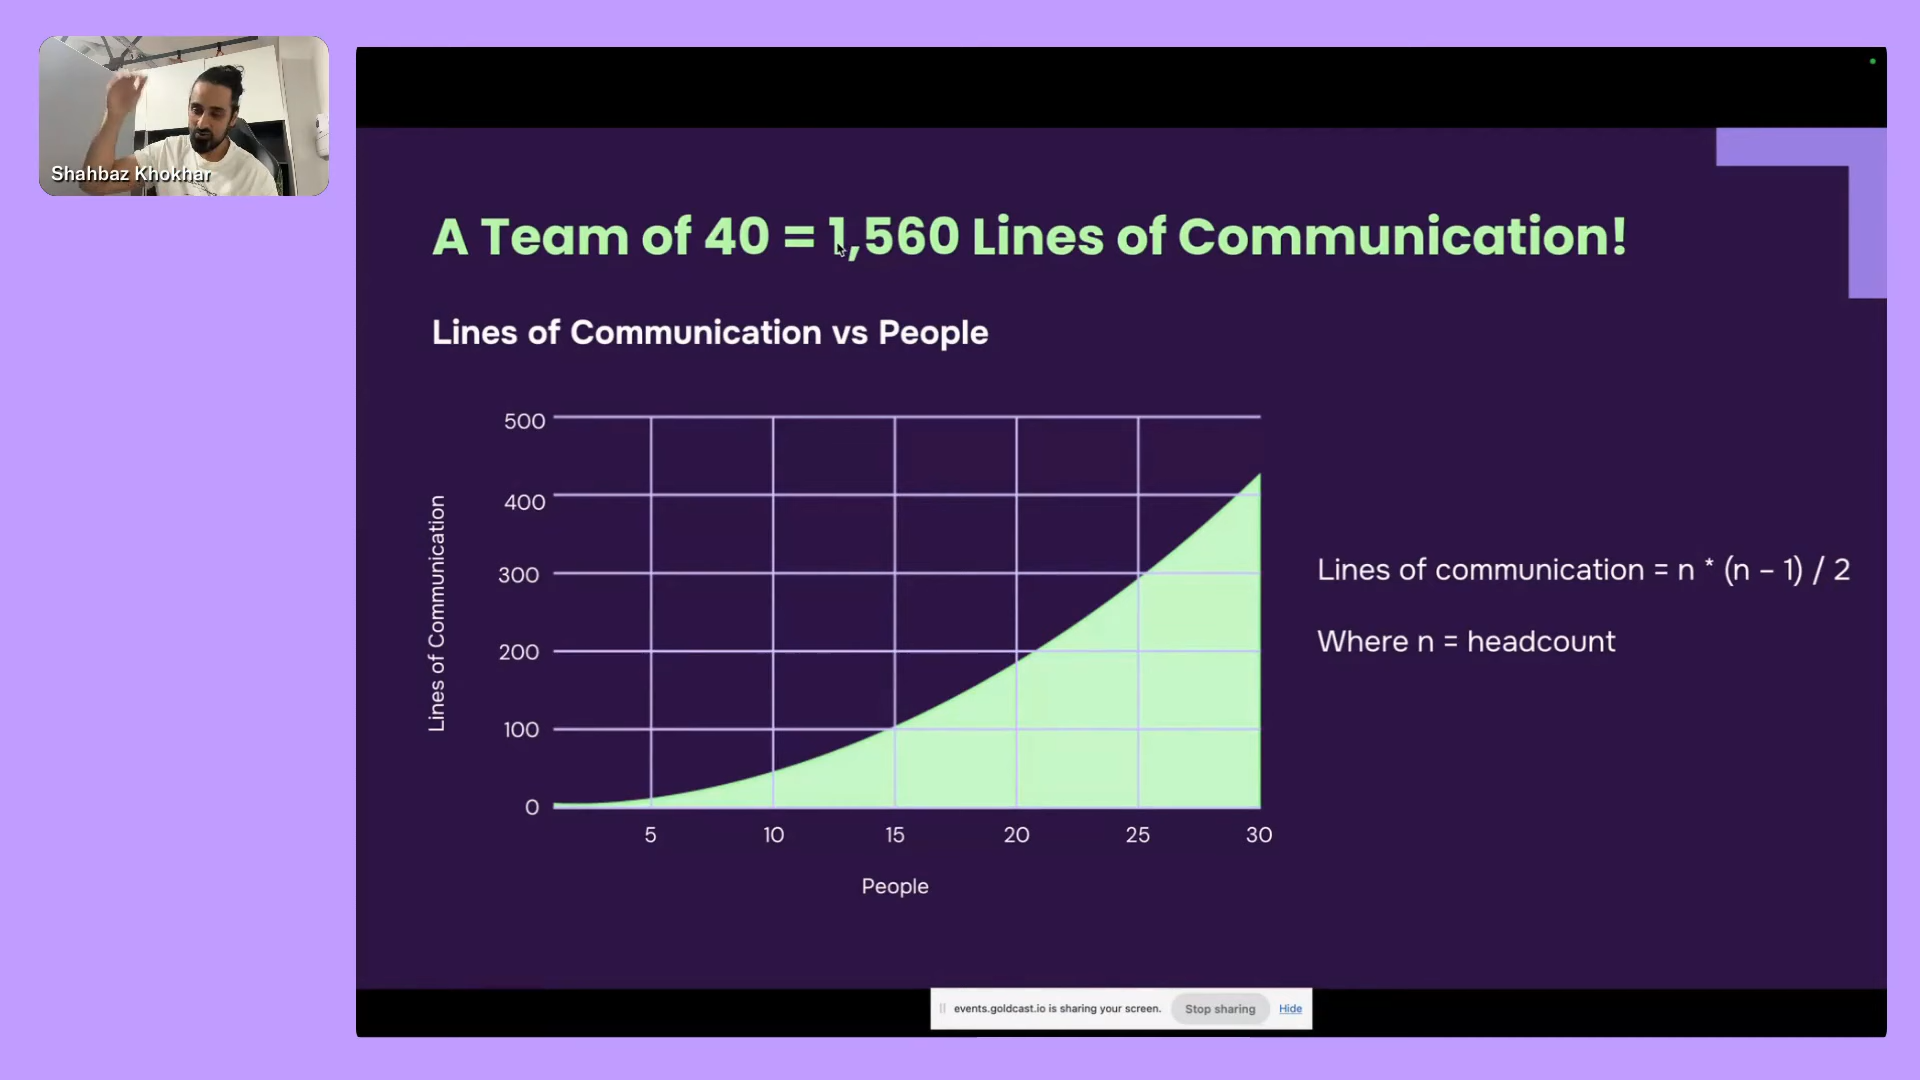 Shahbaz Khokhar
A Team of 40 = 1,560 Lines of Communication!
Lines of Communication vs People
Lines of Communication
500
400
300
200
100
0
5 10 15 20 25 30
People
Lines of communication = n * (n – 1) / 2
Where n = headcount
events.goldcast.io is sharing your screen. Stop sharing Hide